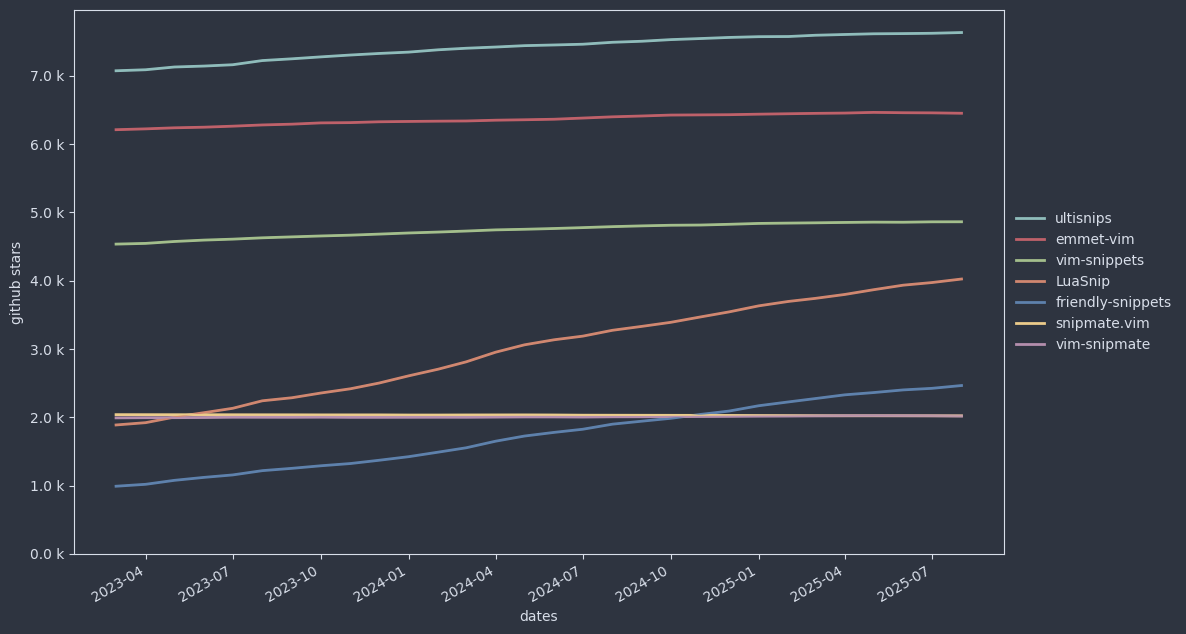 github stars
7.0 k
6.0 k
5.0 k
4.0 k
3.0 k
2.0 k
1.0 k
0.0 k
2023-04
2023-07
2023-10
2024-01
2024-04
2024-07
2024-10
2025-01
2025-04
2025-07
dates
ultisnips
emmet-vim
vim-snippets
LuaSnip
friendly-snippets
snipmate.vim
vim-snipmate